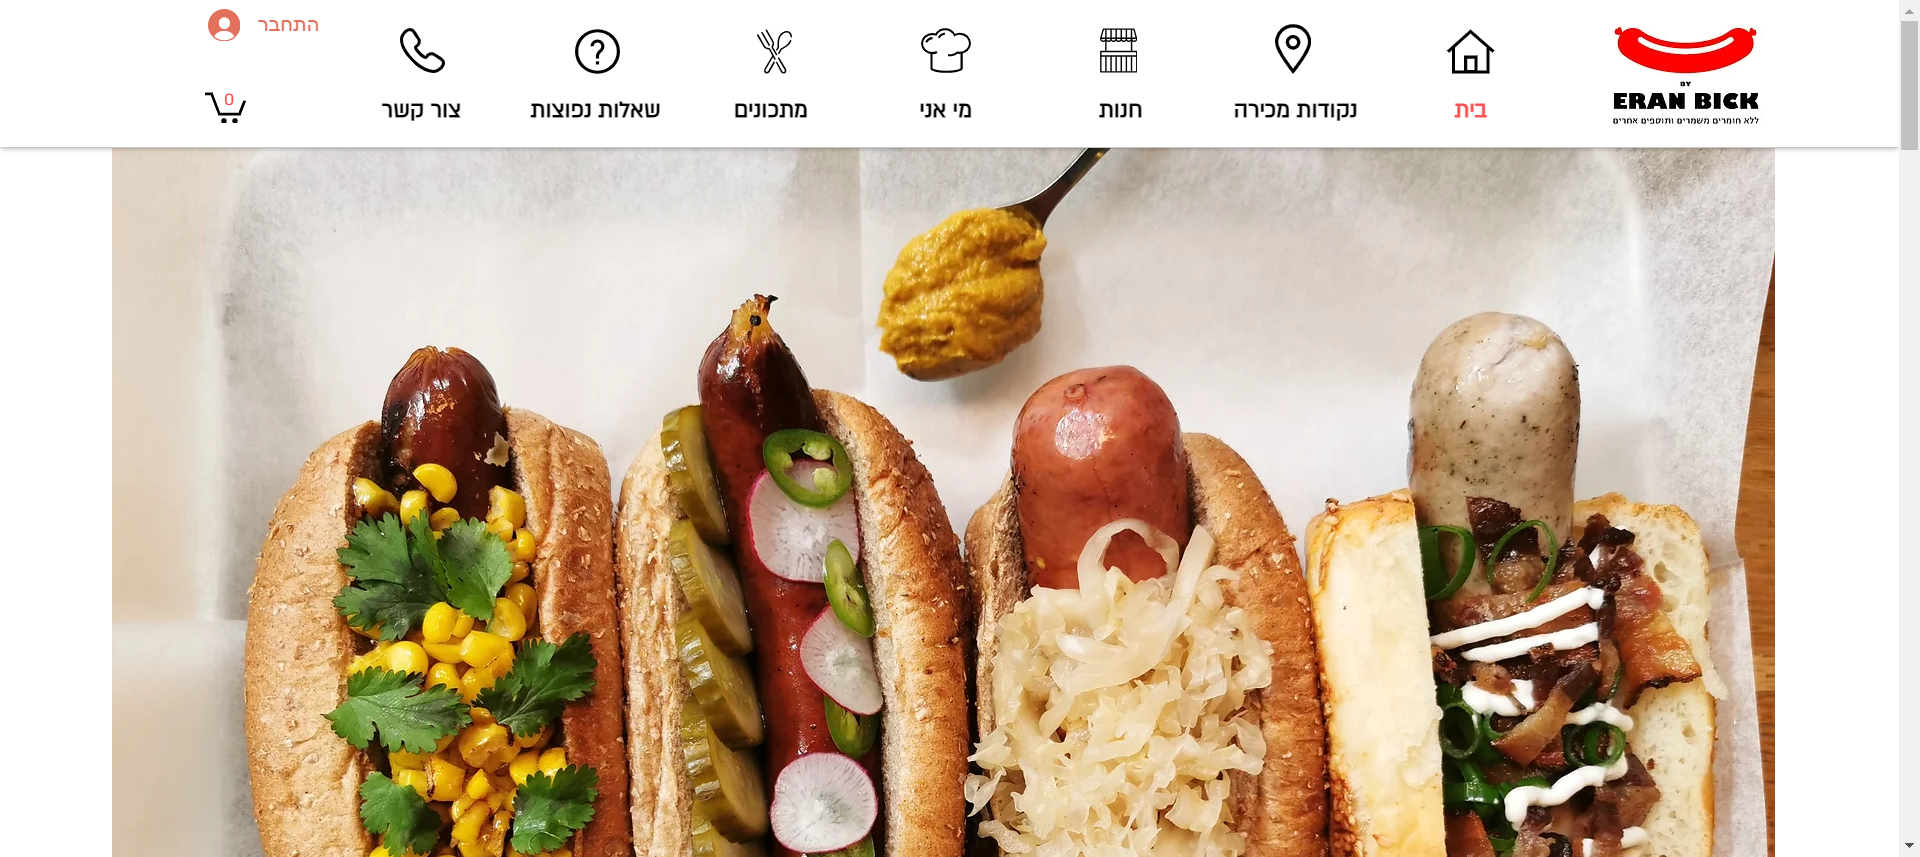 BY
ERAN BICK
ללא חומרים משמרים ותוספים אחרים
בית
נקודות מכירה
חנות
מי אני
מתכונים
שאלות נפוצות
צור קשר
התחבר
0